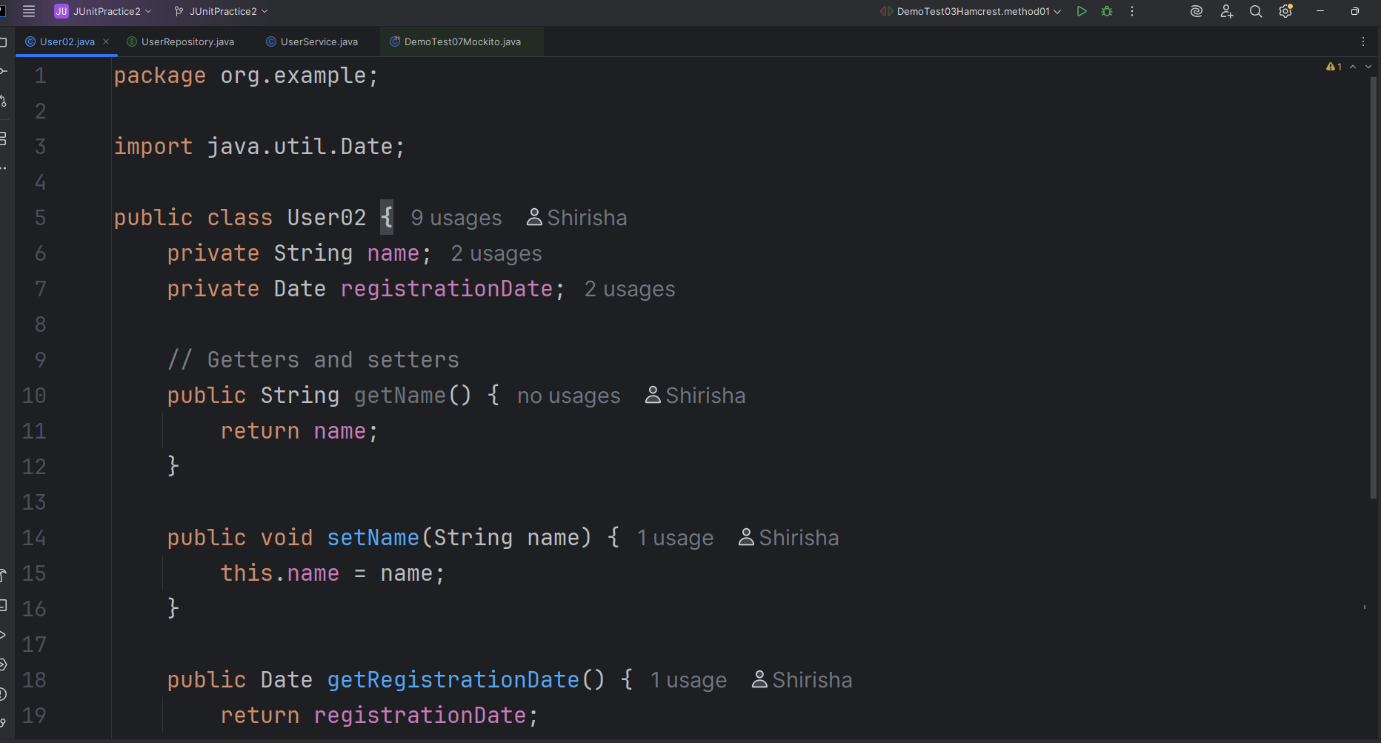 JU JUnitPractice2 JUnitPractice2 DemoTest03Hamcrest.method01
User02.java UserRepository.java UserService.java DemoTest07Mockito.java
1 package org.example; 1
2
3 import java.util.Date;
4
5 public class User02 { 9 usages Shirisha
6 private String name; 2 usages
7 private Date registrationDate; 2 usages
8
9 // Getters and setters
10 public String getName() { no usages Shirisha
11 return name;
12 }
13
14 public void setName(String name) { 1 usage Shirisha
15 this.name = name;
16 }
17
18 public Date getRegistrationDate() { 1 usage Shirisha
19 return registrationDate;